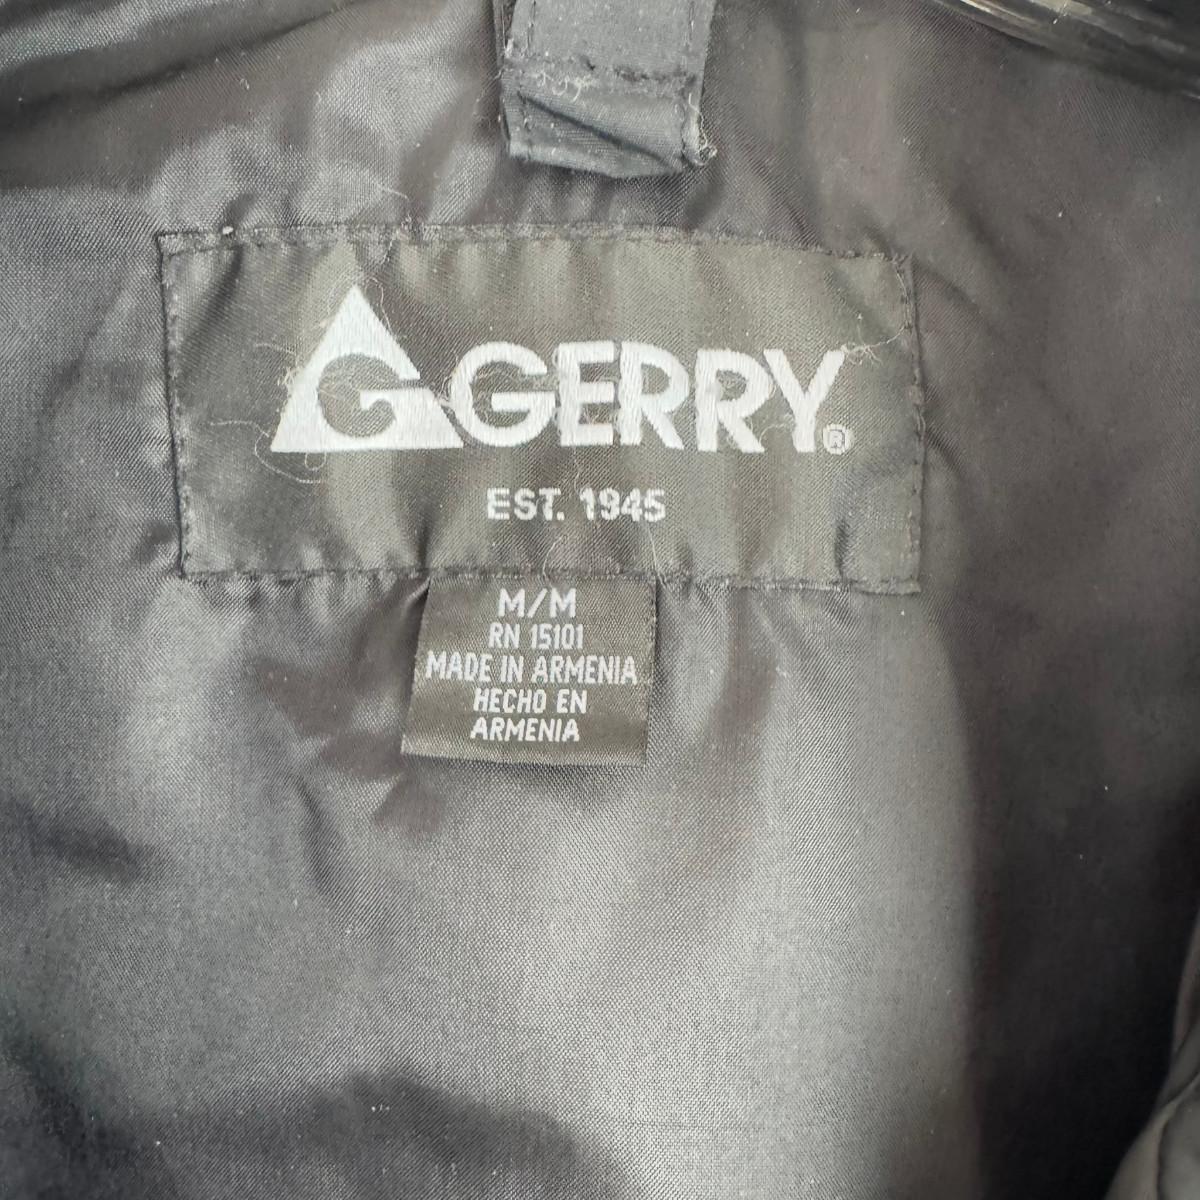 GERRY®
EST. 1945
M/M
RN 15101
MADE IN ARMENIA
HECHO EN
ARMENIA